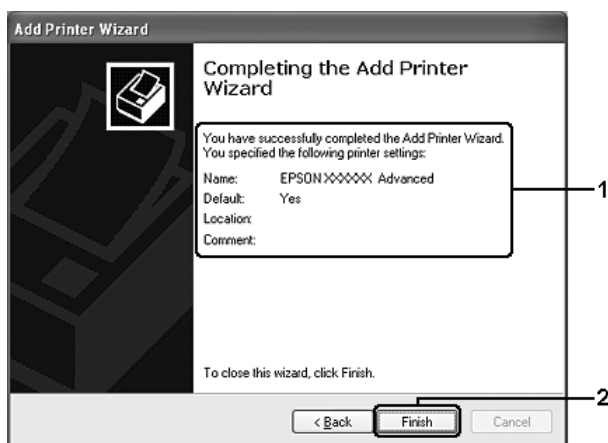 Add Printer Wizard
Completing the Add Printer
Wizard
You have successfully completed the Add Printer Wizard.
You specified the following printer settings:
Name: EPSON XXXXXX Advanced
Default: Yes
Location:
Comment:
1
To close this wizard, click Finish.
2
< Back Finish Cancel